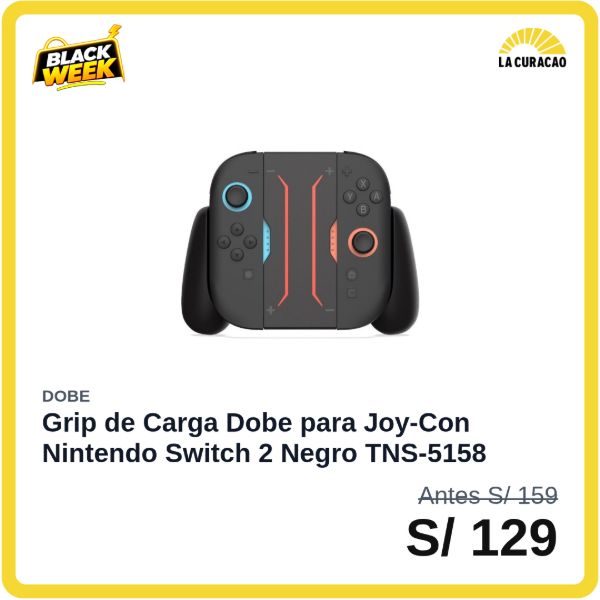 BLACK
WEEK
LA CURACAO
X
Y
A
B
DOBE
Grip de Carga Dobe para Joy-Con
Nintendo Switch 2 Negro TNS-5158
Antes S/ 159
S/ 129